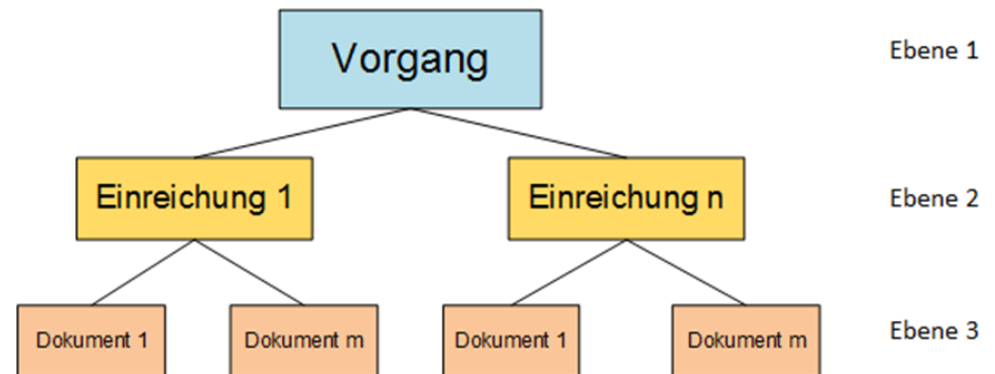 Vorgang
Ebene 1
Einreichung 1
Einreichung n
Ebene 2
Dokument 1
Dokument m
Dokument 1
Dokument m
Ebene 3